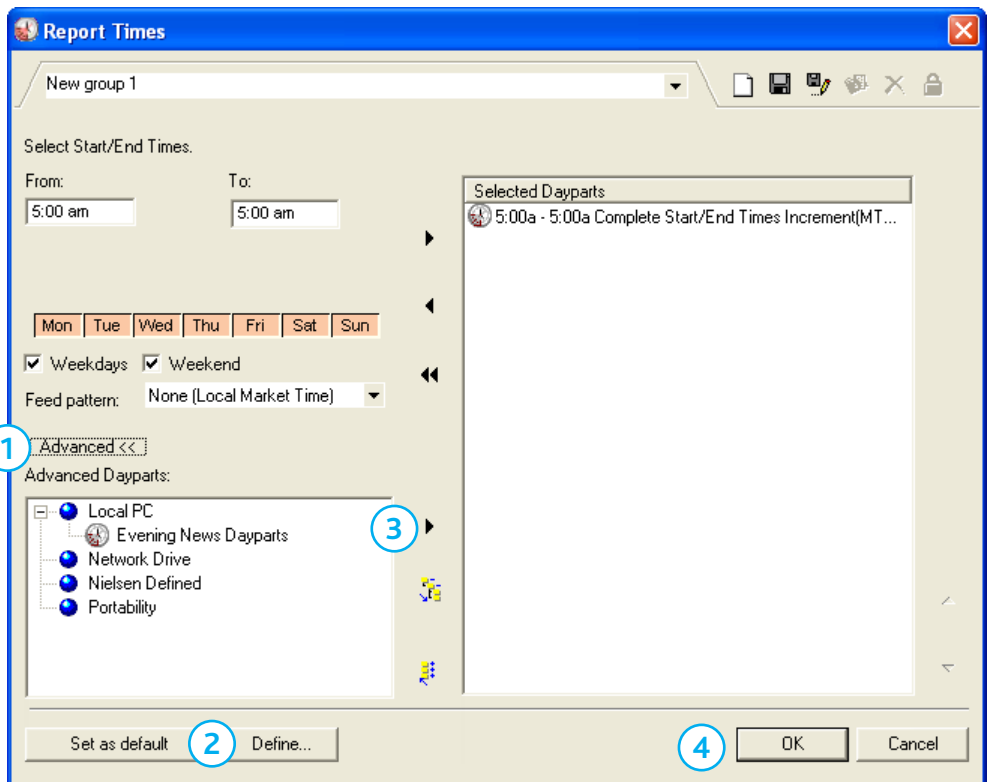 Report Times
New group 1
Select Start/End Times.
From: To:
5:00 am 5:00 am
Selected Dayparts
5:00a - 5:00a Complete Start/End Times Increment(MT...
Mon Tue Wed Thu Fri Sat Sun
Weekdays Weekend
Feed pattern: None (Local Market Time)
1 Advanced <<
Advanced Dayparts:
Local PC
Evening News Dayparts
3
Network Drive
Nielsen Defined
Portability
Set as default 2 Define... 4 OK Cancel